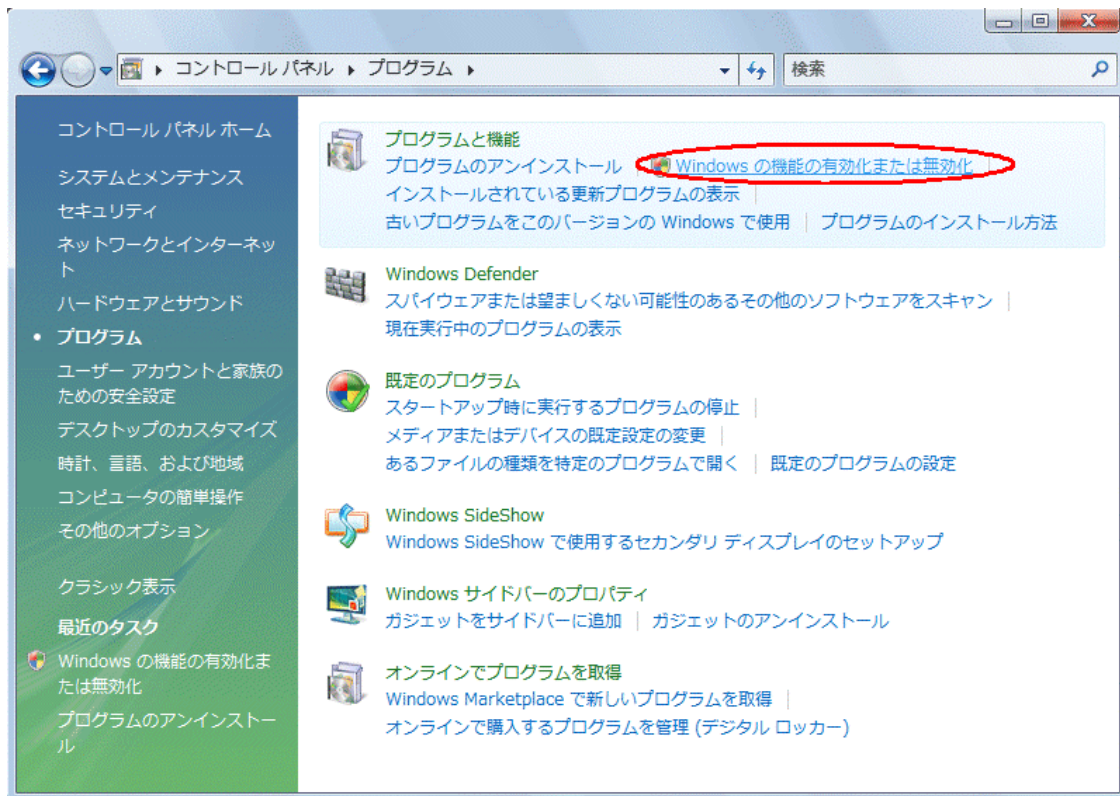 コントロール パネル プログラム
検索
コントロール パネル ホーム
システムとメンテナンス
セキュリティ
ネットワークとインターネッ
ト
ハードウェアとサウンド
プログラム
ユーザー アカウントと家族の
ための安全設定
デスクトップのカスタマイズ
時計、言語、および地域
コンピュータの簡単操作
その他のオプション
クラシック表示
最近のタスク
Windows の機能の有効化ま
たは無効化
プログラムのアンインストー
ル
プログラムと機能
プログラムのアンインストール Windows の機能の有効化または無効化
インストールされている更新プログラムの表示
古いプログラムをこのバージョンの Windows で使用 プログラムのインストール方法
Windows Defender
スパイウェアまたは望ましくない可能性のあるその他のソフトウェアをスキャン
現在実行中のプログラムの表示
既定のプログラム
スタートアップ時に実行するプログラムの停止
メディアまたはデバイスの既定設定の変更
あるファイルの種類を特定のプログラムで開く 既定のプログラムの設定
Windows SideShow
Windows SideShow で使用するセカンダリ ディスプレイのセットアップ
Windows サイドバーのプロパティ
ガジェットをサイドバーに追加 ガジェットのアンインストール
オンラインでプログラムを取得
Windows Marketplace で新しいプログラムを取得
オンラインで購入するプログラムを管理 (デジタル ロッカー)